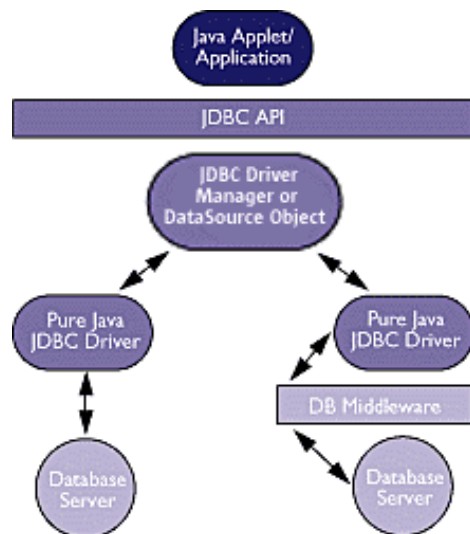 Java Applet/
Application
JDBC API
JDBC Driver
Manager or
DataSource Object
Pure Java
JDBC Driver
Pure Java
JDBC Driver
DB Middleware
Database
Server
Database
Server